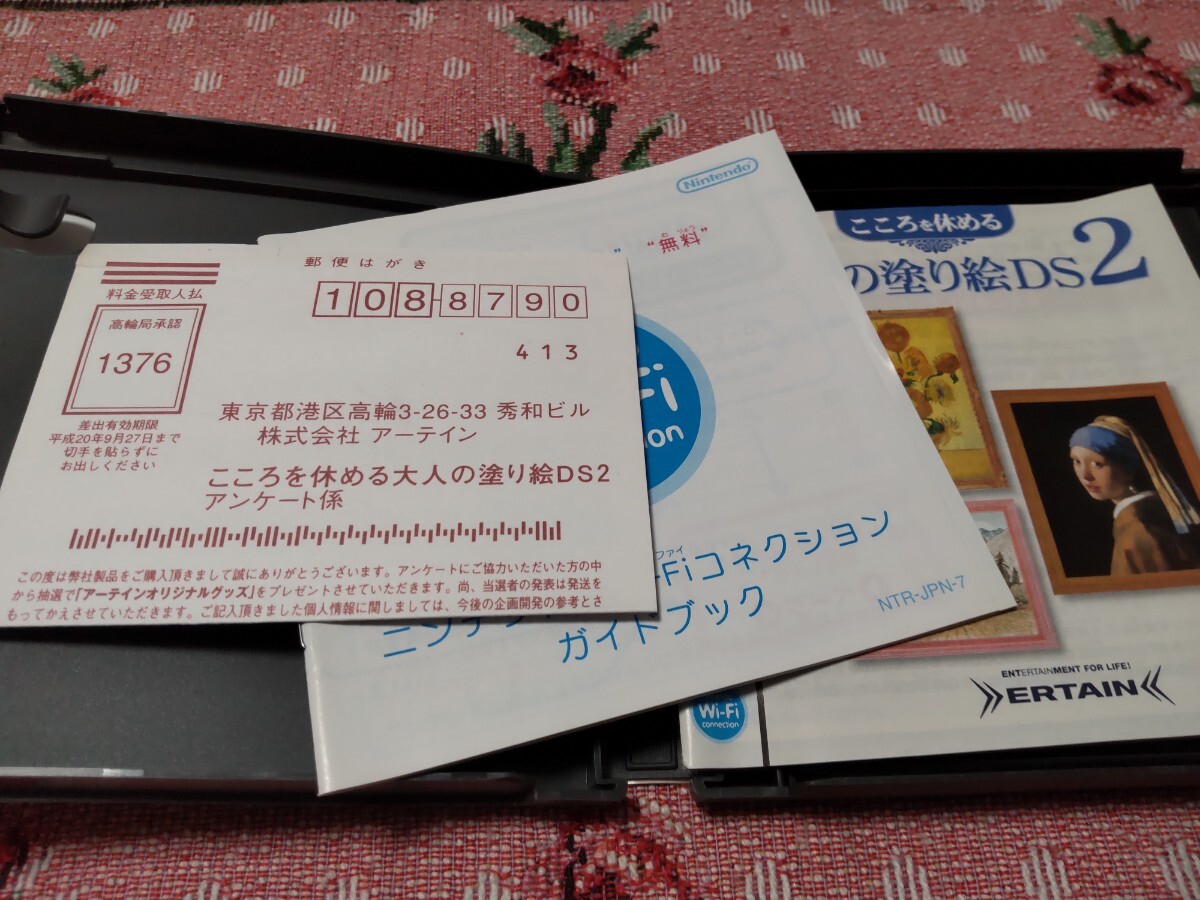 郵便はがき
料金受取人払
高輪局承認
1376
差出有効期限
平成20年9月27日まで
切手を貼らずに
お出しください
108-8790
413
東京都港区高輪3-26-33 秀和ビル
株式会社 アーテイン
こころを休める大人の塗り絵DS2
アンケート係
この度は弊社製品をご購入頂きまして誠にありがとうございます。アンケートにご協力いただいた方の中
から抽選で「アーテインオリジナルグッズ」をプレゼントさせていただきます。尚、当選者の発表は発送を
もってかえさせていただきます。ご記入頂きました個人情報に関しましては、今後の企画開発の参考とさ
Nintendo
"無料"
む りょう
Fi
ion
ファイ
-Fiコネクション
ガイドブック
NTR-JPN-7
こころを休める
の塗り絵DS2
ENTERTAINMENT FOR LIFE!
ERTAIN
Wi-Fi
connection